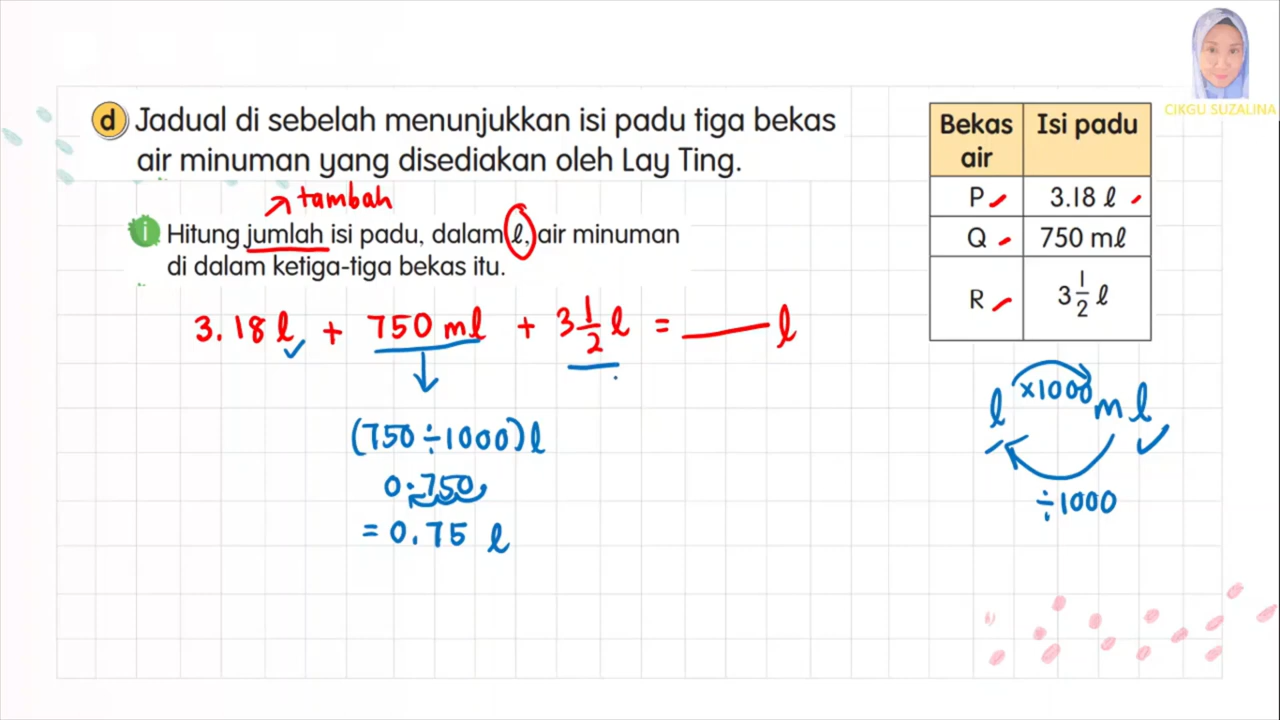 CIKGU SUZALINA
d Jadual di sebelah menunjukkan isi padu tiga bekas
air minuman yang disediakan oleh Lay Ting.
tambah
i Hitung jumlah isi padu, dalam ℓ, air minuman
di dalam ketiga-tiga bekas itu.
3.18 ℓ + 750 mℓ + 3 1/2 ℓ = ____ ℓ
(750 ÷ 1000) ℓ
0.750
= 0.75 ℓ
Bekas air Isi padu
P 3.18 ℓ
Q 750 mℓ
R 3 1/2 ℓ
×1000
ℓ mℓ
÷1000